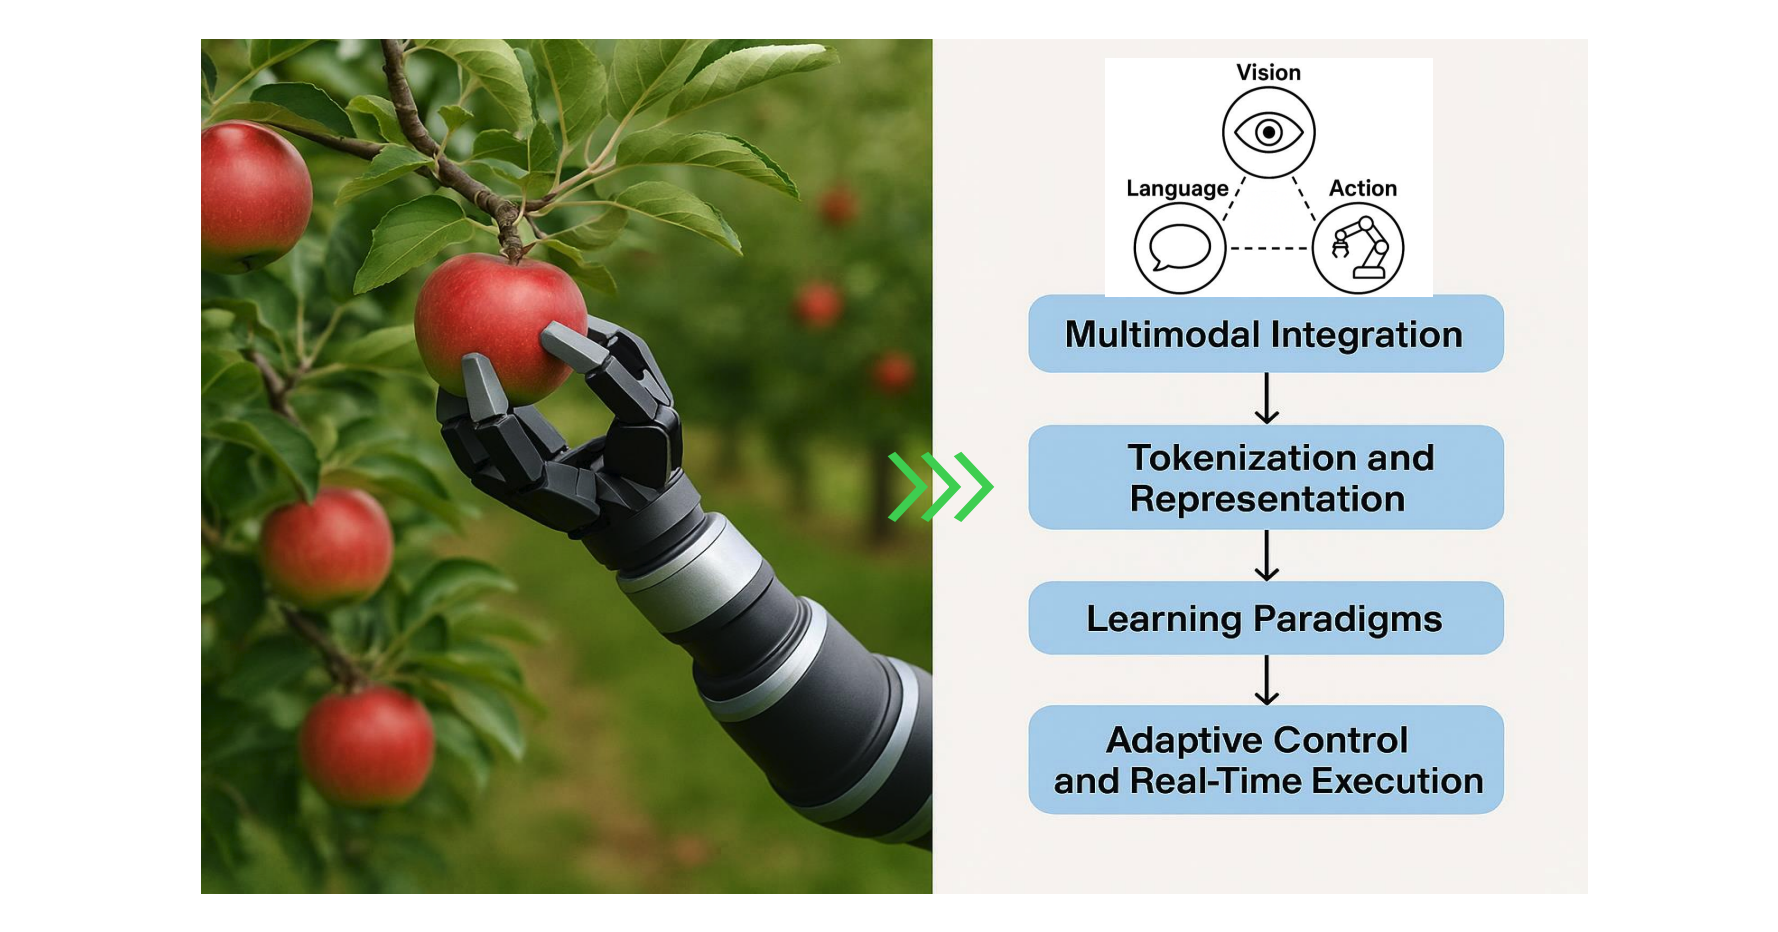 Vision
Language
Action
Multimodal Integration
Tokenization and
Representation
Learning Paradigms
Adaptive Control
and Real-Time Execution